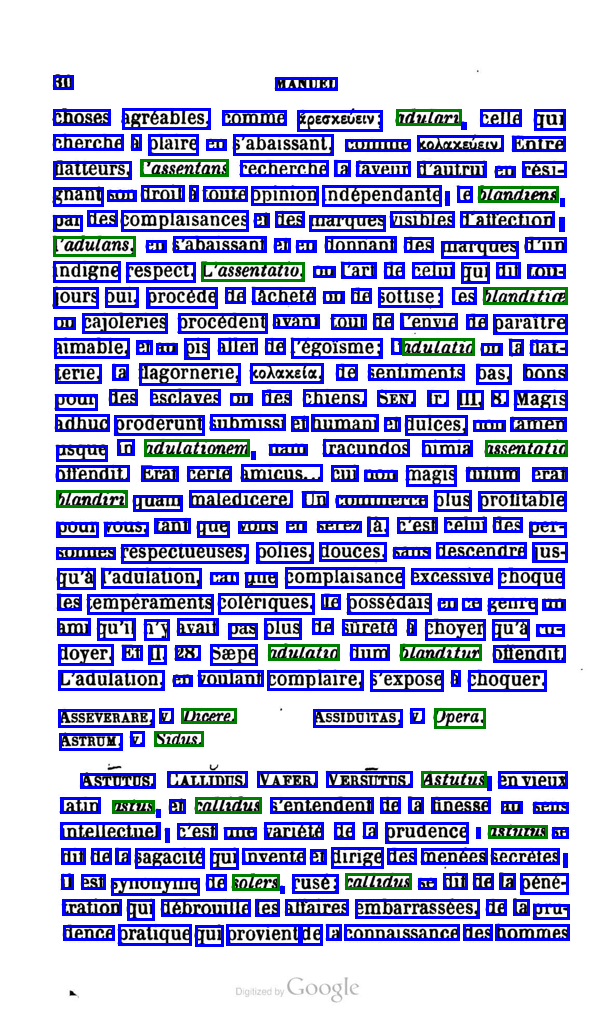 30 MANUEL
choses agréables, comme ἀρεσκεύειν; adulari, celle qui
cherche à plaire en s'abaissant, comme κολακεύειν. Entre
flatteurs, l'assentans recherche la faveur d'autrui en rési-
gnant son droit à toute opinion indépendante, le blandiens,
par des complaisances et des marques visibles d'affection,
l'adulans, en s'abaissant et en donnant des marques d'un
indigne respect. L'assentatio, ou l'art de celui qui dit tou-
jours oui, procède de lâcheté ou de sottise; les blanditiæ
ou cajoleries procèdent avant tout de l'envie de paraître
aimable, et au pis aller de l'égoïsme; l'adulatio ou la flat-
terie, la flagornerie, κολακεία, de sentiments bas, bons
pour des esclaves ou des chiens. SEN. Ir. III, 8. Magis
adhuc proderunt submissi et humani et dulces, non tamen
usque in adulationem, nam iracundos nimia assentatio
offendit. Erat certe amicus... cui non magis tutum erat
blandiri quam maledicere. Un commerce plus profitable
pour vous, tant que vous en serez là, c'est celui des per-
sonnes respectueuses, polies, douces, sans descendre jus-
qu'à l'adulation, car une complaisance excessive choque
les tempéraments colériques, Je possédais en ce genre un
ami qu'il n'y avait pas plus de sûreté à choyer qu'à ru-
doyer. Et II, 28. Sæpe adulatio dum blanditur offendit.
L'adulation, en voulant complaire, s'expose à choquer.
ASSEVERARE, v. Dicere. ASSIDUITAS, v. Opera.
ASTRUM, v. Sidus.
ASTŪTUS, CALLĬDUS, VAFER, VERSŪTUS. Astutus, en vieux
latin astus, et callidus s'entendent de la finesse au sens
intellectuel, c'est une variété de la prudence, astutus se
dit de la sagacité qui invente et dirige des menées secrètes,
il est synonyme de solers, rusé; callidus se dit de la péné-
tration qui débrouille les affaires embarrassées, de la pru-
dence pratique qui provient de la connaissance des hommes
Digitized by Google